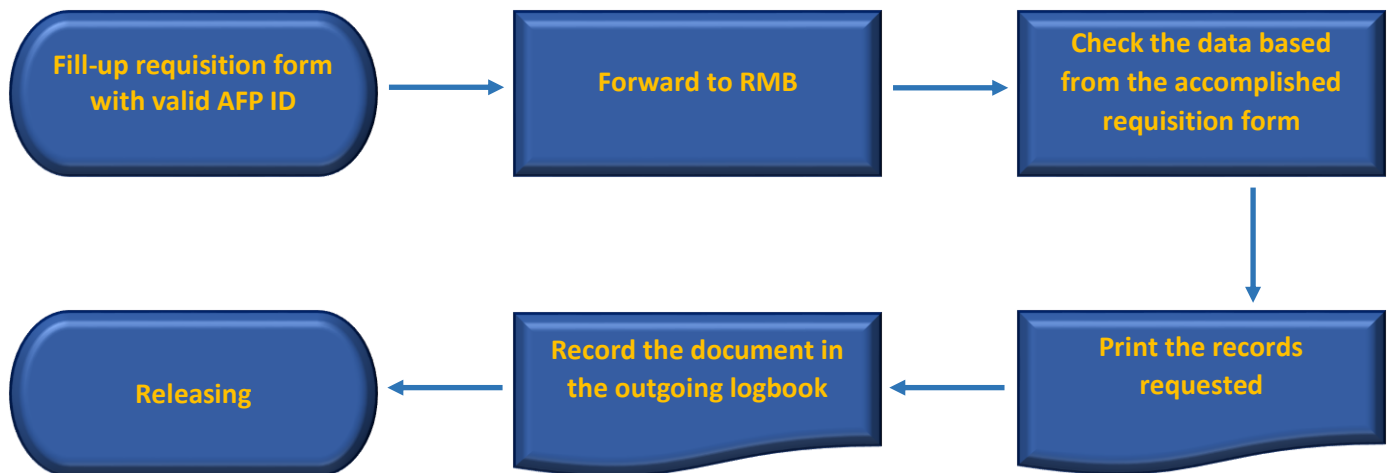 Fill-up requisition form
with valid AFP ID
Forward to RMB
Check the data based
from the accomplished
requisition form
Print the records
requested
Record the document in
the outgoing logbook
Releasing